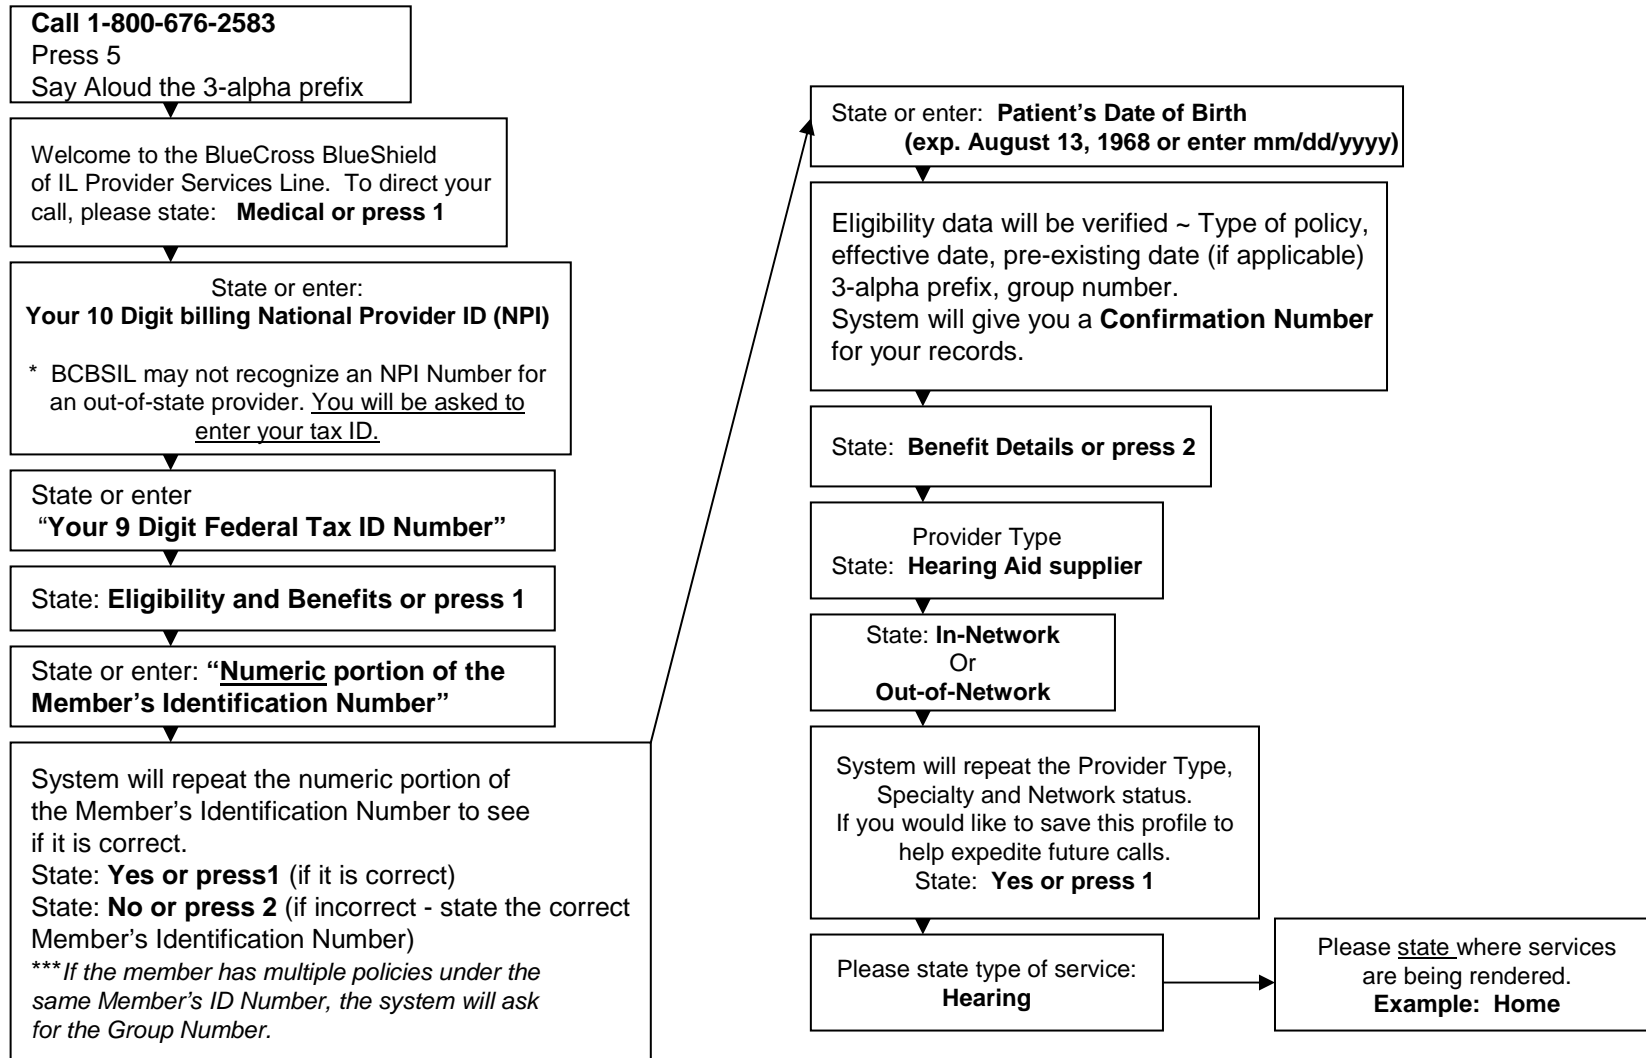 Call 1-800-676-2583
Press 5
Say Aloud the 3-alpha prefix
Welcome to the BlueCross BlueShield
of IL Provider Services Line.  To direct your
call, please state:   Medical or press 1
State or enter:
Your 10 Digit billing National Provider ID (NPI)
*  BCBSIL may not recognize an NPI Number for
an out-of-state provider. You will be asked to
enter your tax ID.
State or enter
“Your 9 Digit Federal Tax ID Number”
State: Eligibility and Benefits or press 1
State or enter: “Numeric portion of the
Member’s Identification Number”
System will repeat the numeric portion of
the Member’s Identification Number to see
if it is correct.
State: Yes or press1 (if it is correct)
State: No or press 2 (if incorrect - state the correct
Member’s Identification Number)
***If the member has multiple policies under the
same Member’s ID Number, the system will ask
for the Group Number.
State or enter:  Patient’s Date of Birth
(exp. August 13, 1968 or enter mm/dd/yyyy)
Eligibility data will be verified ~ Type of policy,
effective date, pre-existing date (if applicable)
3-alpha prefix, group number.
System will give you a Confirmation Number
for your records.
State:  Benefit Details or press 2
Provider Type
State:  Hearing Aid supplier
State: In-Network
Or
Out-of-Network
System will repeat the Provider Type,
Specialty and Network status.
If you would like to save this profile to
help expedite future calls.
State:  Yes or press 1
Please state type of service:
Hearing
Please state where services
are being rendered.
Example:  Home